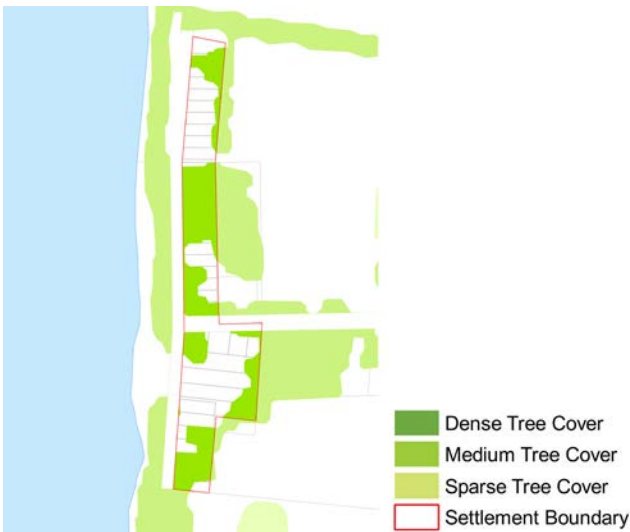 Dense Tree Cover
Medium Tree Cover
Sparse Tree Cover
Settlement Boundary